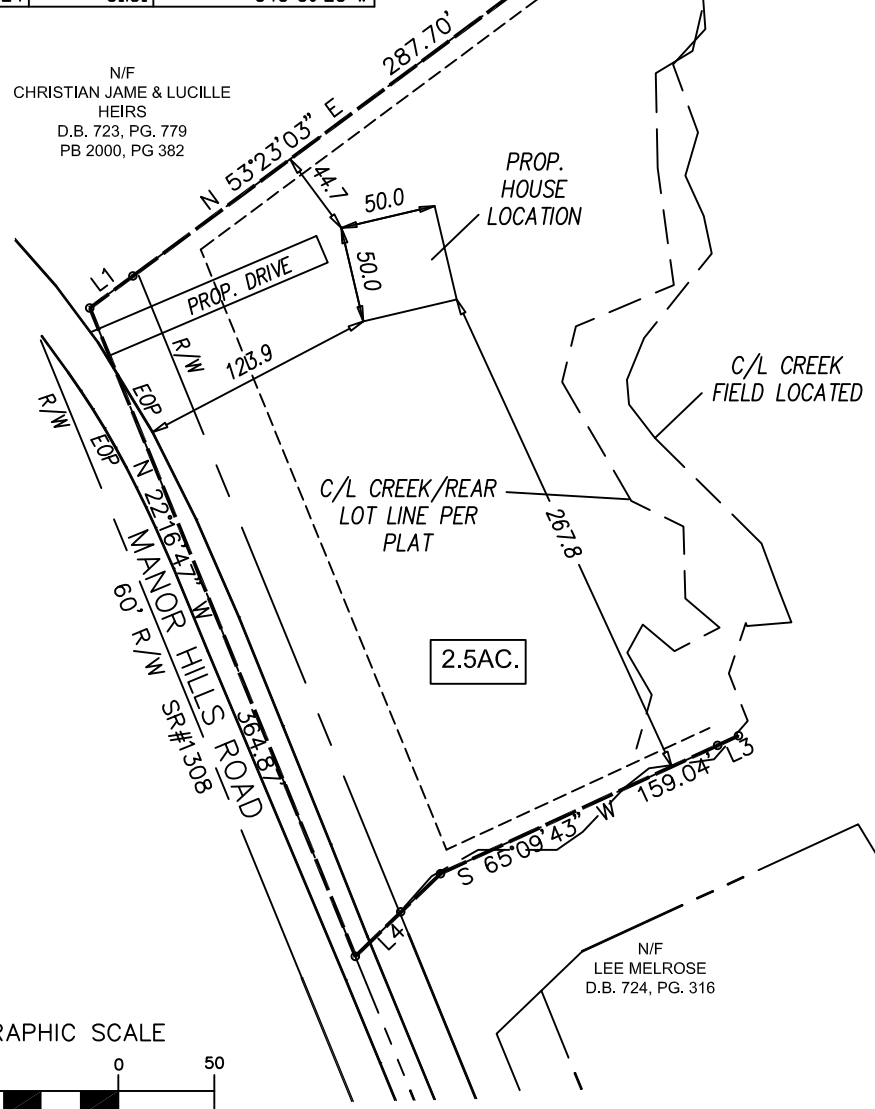 N/F
CHRISTIAN JAME & LUCILLE
HEIRS
D.B. 723, PG. 779
PB 2000, PG 382
N 53°23'03" E
287.70'
44.7
50.0
50.0
PROP.
HOUSE
LOCATION
L1
PROP. DRIVE
R/W
123.9
EOP
R/W
EOP
C/L CREEK
FIELD LOCATED
C/L CREEK/REAR
LOT LINE PER
PLAT
267.8
N 22°16'47" W
364.87'
MANOR HILLS ROAD
60' R/W
SR#1308
2.5AC.
S 65°09'43" W
159.04'
L3
L4
N/F
LEE MELROSE
D.B. 724, PG. 316
RAPHIC SCALE
0
50